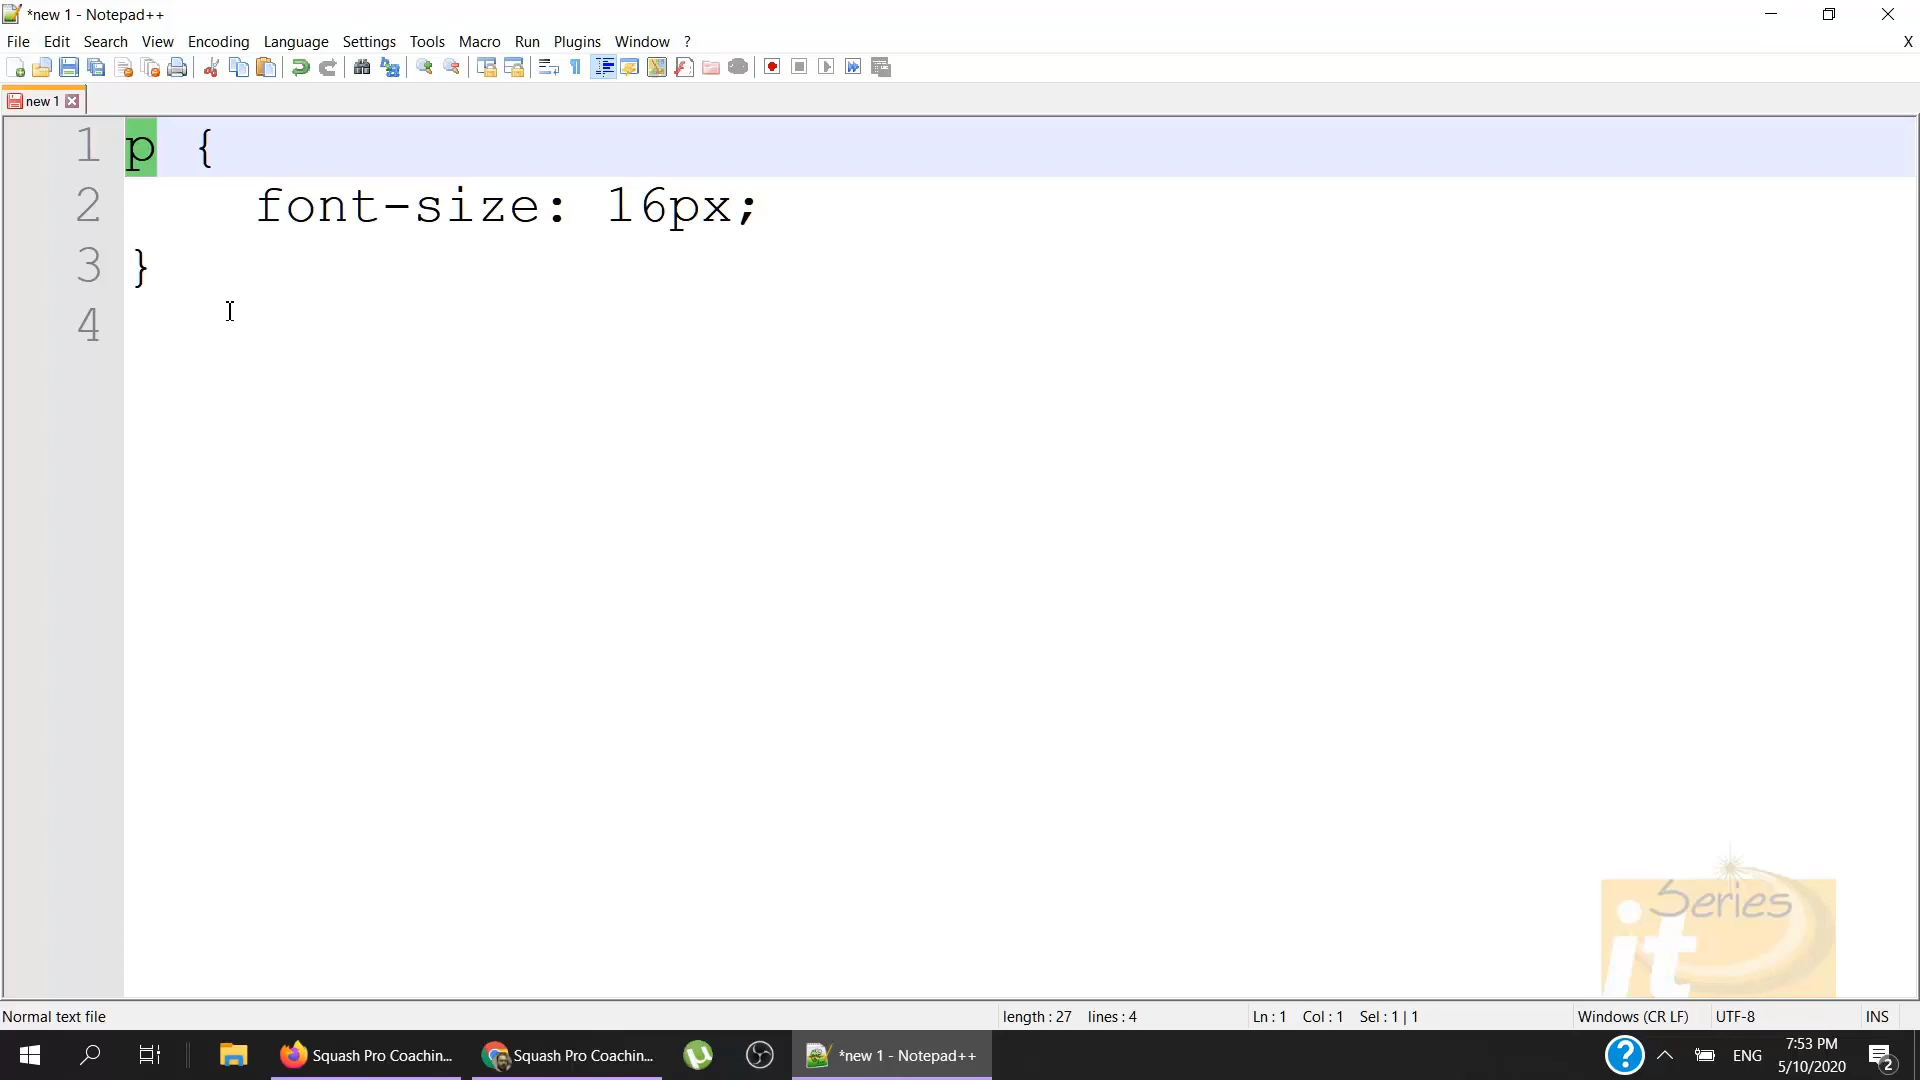 *new 1 - Notepad++
File Edit Search View Encoding Language Settings Tools Macro Run Plugins Window ? X
new 1
1 p {
2 font-size: 16px;
3 }
4
Series
it
Normal text file length : 27 lines : 4 Ln : 1 Col : 1 Sel : 1 | 1 Windows (CR LF) UTF-8 INS
Squash Pro Coachin... Squash Pro Coachin... *new 1 - Notepad++ ? ENG 7:53 PM
5/10/2020 2